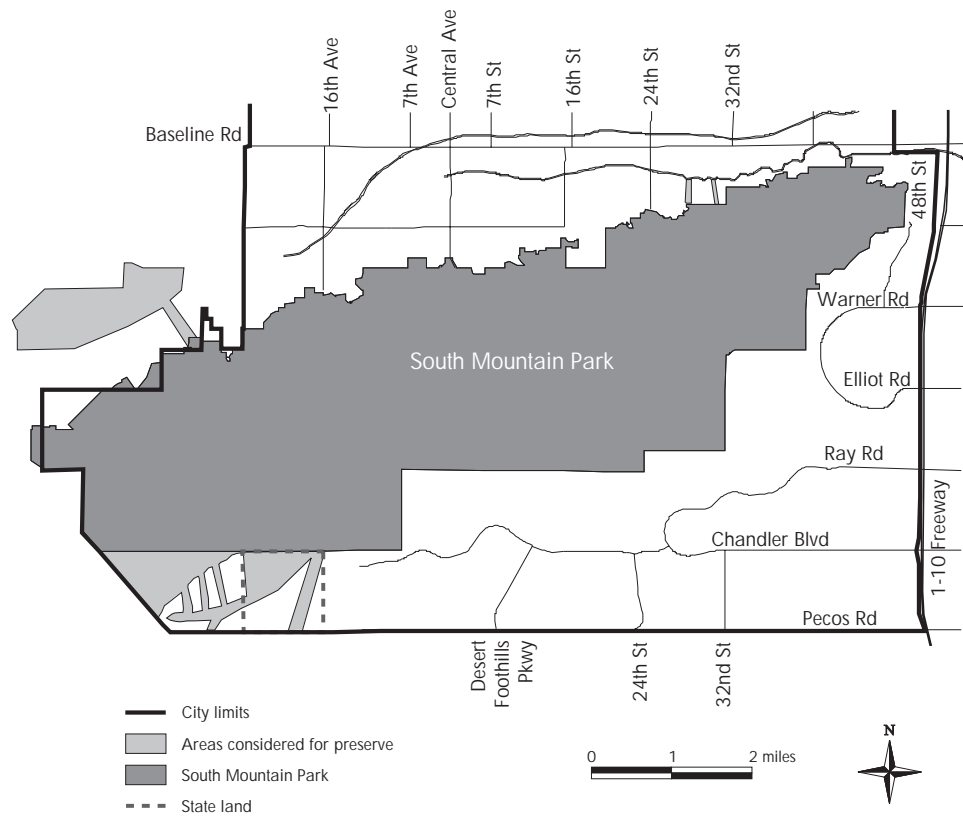 16th Ave
7th Ave
Central Ave
7th St
16th St
24th St
32nd St
Baseline Rd
48th St
Warner Rd
South Mountain Park
Elliot Rd
Ray Rd
1-10 Freeway
Chandler Blvd
Pecos Rd
Desert
Foothills
Pkwy
24th St
32nd St
City limits
Areas considered for preserve
South Mountain Park
State land
0 1 2 miles
N